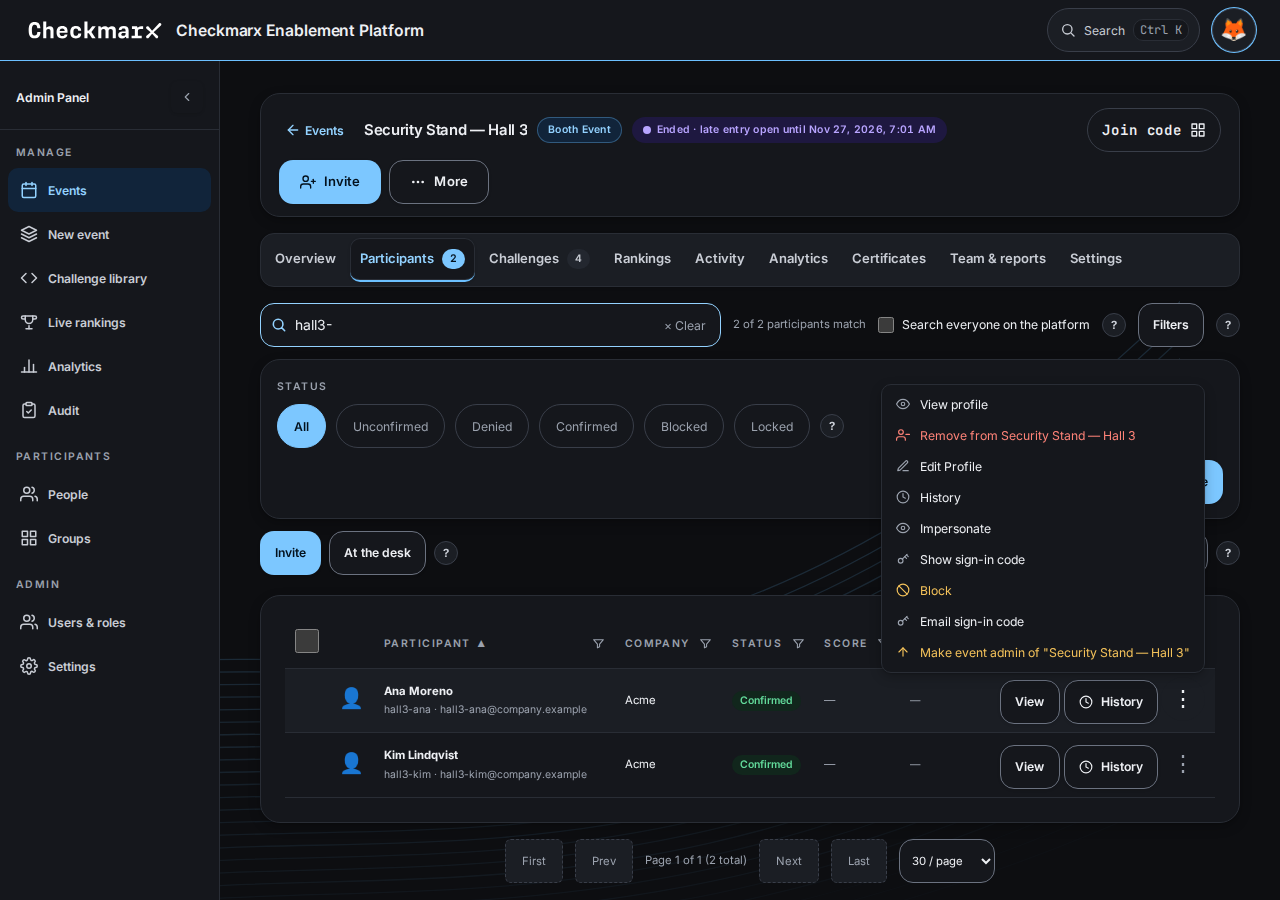 Checkmarx Checkmarx Enablement Platform Search Ctrl K
Admin Panel
MANAGE
Events
New event
Challenge library
Live rankings
Analytics
Audit
PARTICIPANTS
People
Groups
ADMIN
Users & roles
Settings
Events Security Stand — Hall 3 Booth Event Ended · late entry open until Nov 27, 2026, 7:01 AM Join code
Invite ··· More
Overview Participants 2 Challenges 4 Rankings Activity Analytics Certificates Team & reports Settings
hall3- × Clear 2 of 2 participants match Search everyone on the platform ? Filters ?
STATUS
All Unconfirmed Denied Confirmed Blocked Locked ?
View profile
Remove from Security Stand — Hall 3
Edit Profile
History
Impersonate
Show sign-in code
Block
Email sign-in code
Make event admin of "Security Stand — Hall 3"
Invite At the desk ? ?
PARTICIPANT ▲ COMPANY STATUS SCORE
Ana Moreno
hall3-ana · hall3-ana@company.example
Acme Confirmed — — View History
Kim Lindqvist
hall3-kim · hall3-kim@company.example
Acme Confirmed — — View History
First Prev Page 1 of 1 (2 total) Next Last 30 / page